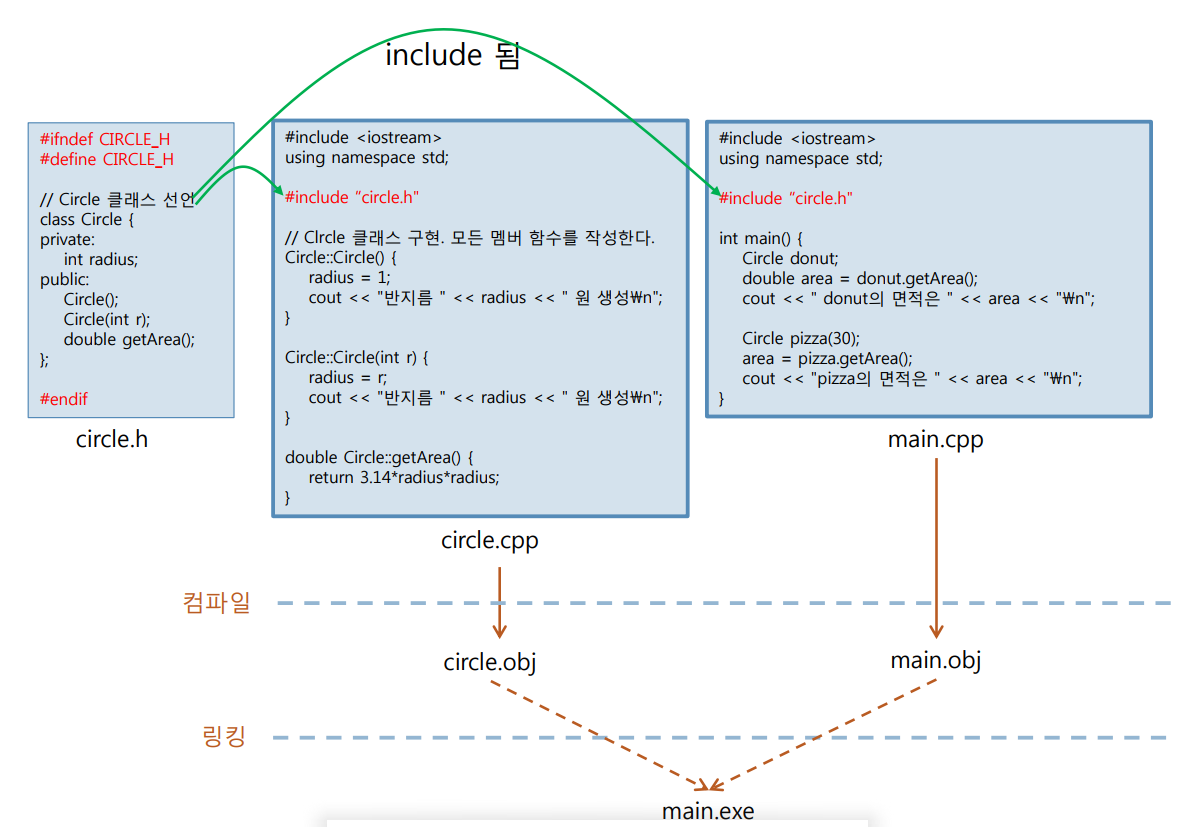 include 됨
#ifndef CIRCLE_H
#define CIRCLE_H
// Circle 클래스 선언
class Circle {
private:
int radius;
public:
Circle();
Circle(int r);
double getArea();
};
#endif
circle.h
#include <iostream>
using namespace std;
#include “circle.h"
// CIrcle 클래스 구현. 모든 멤버 함수를 작성한다.
Circle::Circle() {
radius = 1;
cout << "반지름 " << radius << " 원 생성₩n";
}
Circle::Circle(int r) {
radius = r;
cout << "반지름 " << radius << " 원 생성₩n";
}
double Circle::getArea() {
return 3.14*radius*radius;
}
circle.cpp
#include <iostream>
using namespace std;
#include “circle.h"
int main() {
Circle donut;
double area = donut.getArea();
cout << " donut의 면적은 " << area << "₩n";
Circle pizza(30);
area = pizza.getArea();
cout << "pizza의 면적은 " << area << "₩n";
}
main.cpp
컴파일
circle.obj
main.obj
링킹
main.exe